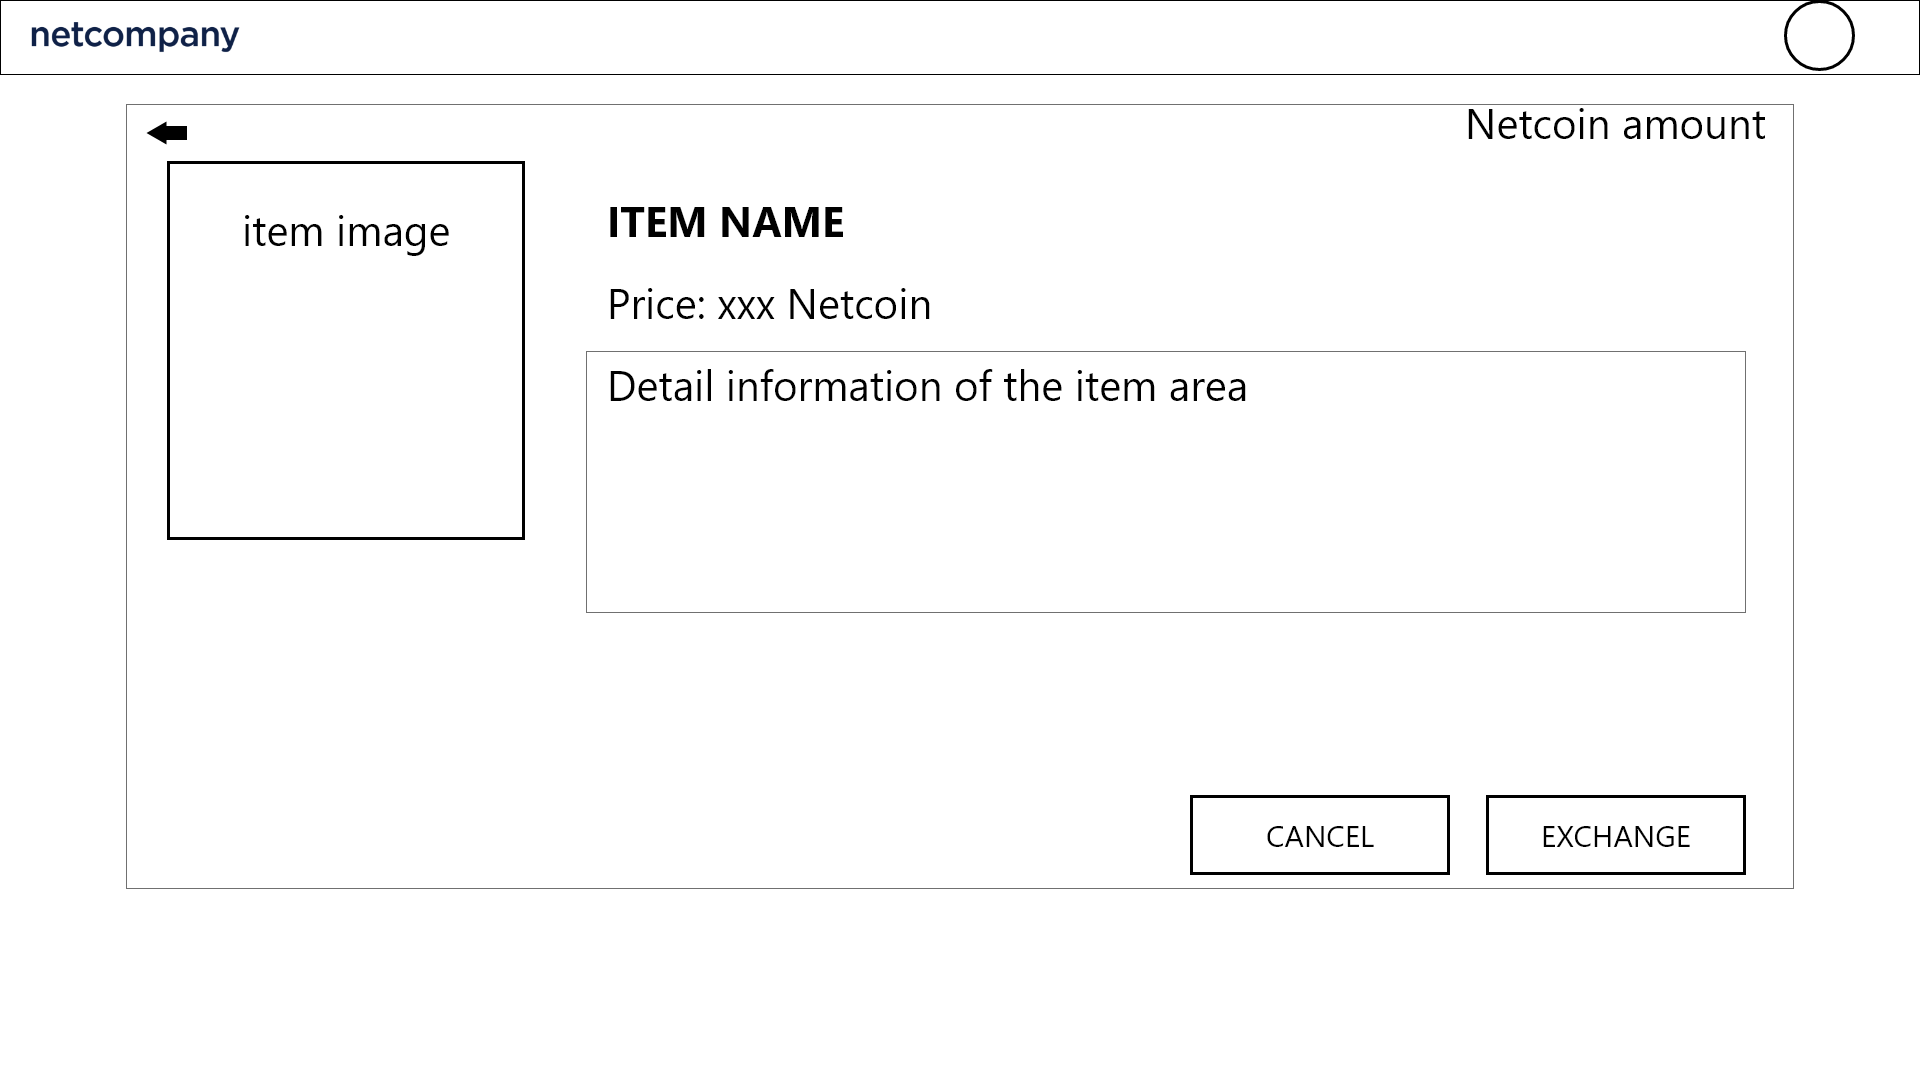 netcompany
Netcoin amount
item image
ITEM NAME
Price: xxx Netcoin
Detail information of the item area
CANCEL
EXCHANGE